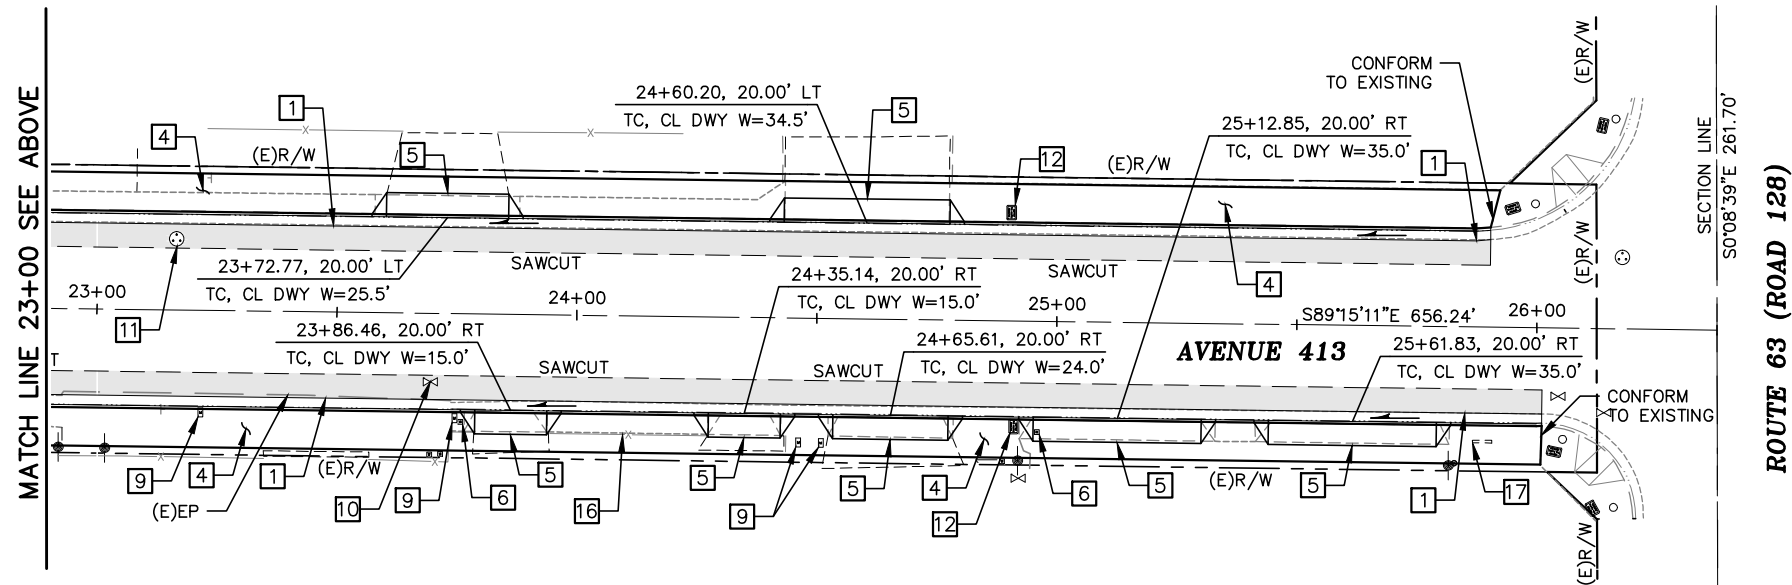 MATCH LINE 23+00 SEE ABOVE
CONFORM
TO EXISTING
(E)R/W
24+60.20, 20.00' LT
TC, CL DWY W=34.5'
5
1
25+12.85, 20.00' RT
TC, CL DWY W=35.0'
4
(E)R/W
5
12
(E)R/W
1
SECTION LINE
S0°08'39"E 261.70'
ROUTE 63 (ROAD 128)
23+72.77, 20.00' LT
TC, CL DWY W=25.5'
SAWCUT
24+35.14, 20.00' RT
TC, CL DWY W=15.0'
SAWCUT
4
(E)R/W
23+00
24+00
25+00
S89°15'11"E 656.24'
26+00
11
23+86.46, 20.00' RT
TC, CL DWY W=15.0'
24+65.61, 20.00' RT
TC, CL DWY W=24.0'
AVENUE 413
25+61.83, 20.00' RT
TC, CL DWY W=35.0'
T
SAWCUT
SAWCUT
CONFORM
TO EXISTING
9
4
1
(E)R/W
(E)EP
10
9
6
5
16
5
9
5
4
12
6
5
(E)R/W
5
1
17
(E)R/W